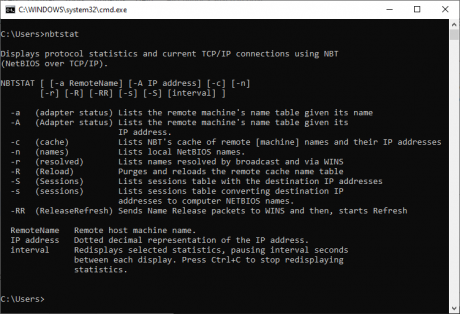 C:\WINDOWS\system32\cmd.exe
C:\Users>nbtstat
Displays protocol statistics and current TCP/IP connections using NBT
(NetBIOS over TCP/IP).
NBTSTAT [ [-a RemoteName] [-A IP address] [-c] [-n]
[-r] [-R] [-RR] [-s] [-S] [interval] ]
-a (adapter status) Lists the remote machine's name table given its name
-A (Adapter status) Lists the remote machine's name table given its
IP address.
-c (cache) Lists NBT's cache of remote [machine] names and their IP addresses
-n (names) Lists local NetBIOS names.
-r (resolved) Lists names resolved by broadcast and via WINS
-R (Reload) Purges and reloads the remote cache name table
-S (Sessions) Lists sessions table with the destination IP addresses
-s (sessions) Lists sessions table converting destination IP
addresses to computer NETBIOS names.
-RR (ReleaseRefresh) Sends Name Release packets to WINS and then, starts Refresh
RemoteName Remote host machine name.
IP address Dotted decimal representation of the IP address.
interval Redisplays selected statistics, pausing interval seconds
between each display. Press Ctrl+C to stop redisplaying
statistics.
C:\Users>